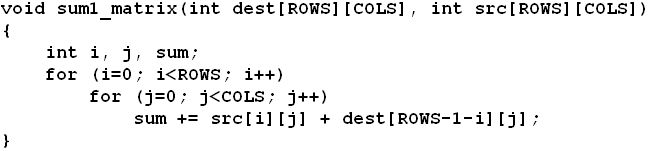 void sum1_matrix(int dest[ROWS][COLS], int src[ROWS][COLS])
{
    int i, j, sum;
    for (i=0; i<ROWS; i++)
        for (j=0; j<COLS; j++)
            sum += src[i][j] + dest[ROWS-1-i][j];
}